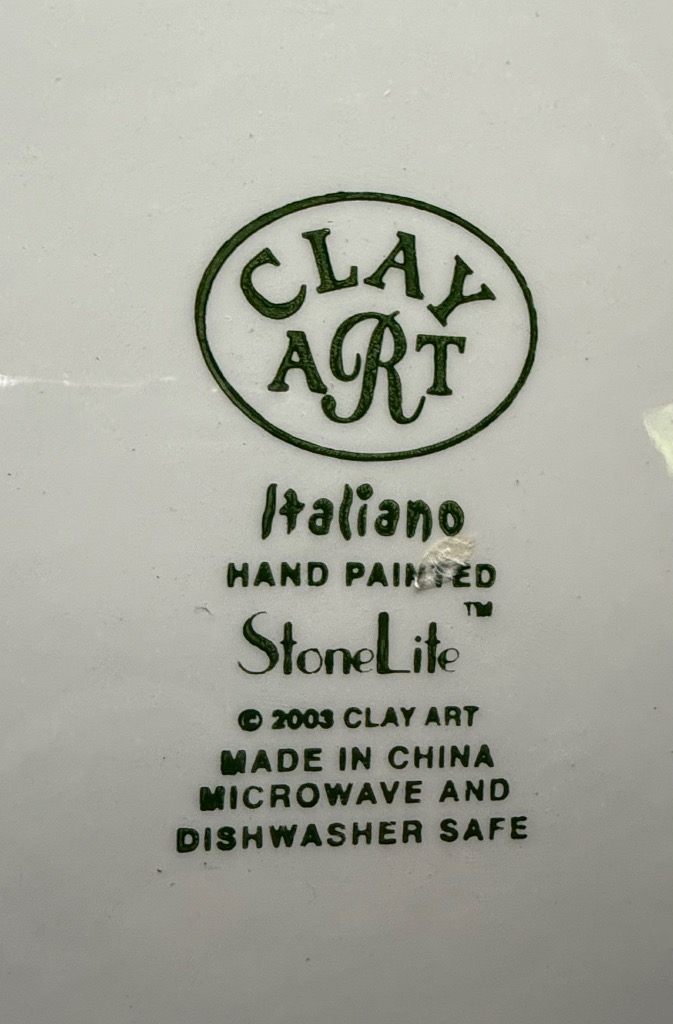 CLAY
ART
Italiano
HAND PAINTED
StoneLite™
© 2003 CLAY ART
MADE IN CHINA
MICROWAVE AND
DISHWASHER SAFE